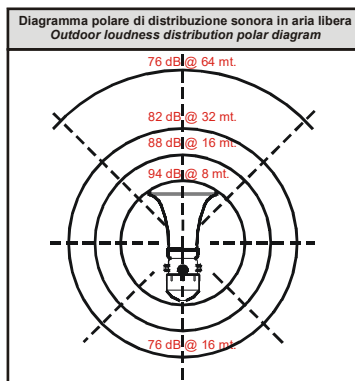 Diagramma polare di distribuzione sonora in aria libera
Outdoor loudness distribution polar diagram
76 dB @ 64 mt.
82 dB @ 32 mt.
88 dB @ 16 mt.
94 dB @ 8 mt.
76 dB @ 16 mt.